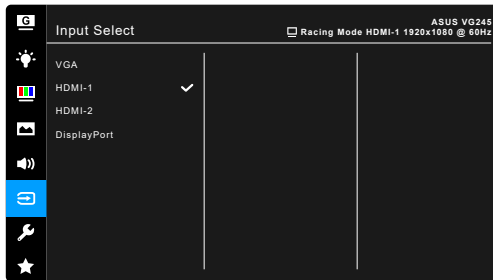 G
ASUS VG245
Input Select
Racing Mode HDMI-1 1920x1080 @ 60Hz
VGA
HDMI-1
HDMI-2
DisplayPort